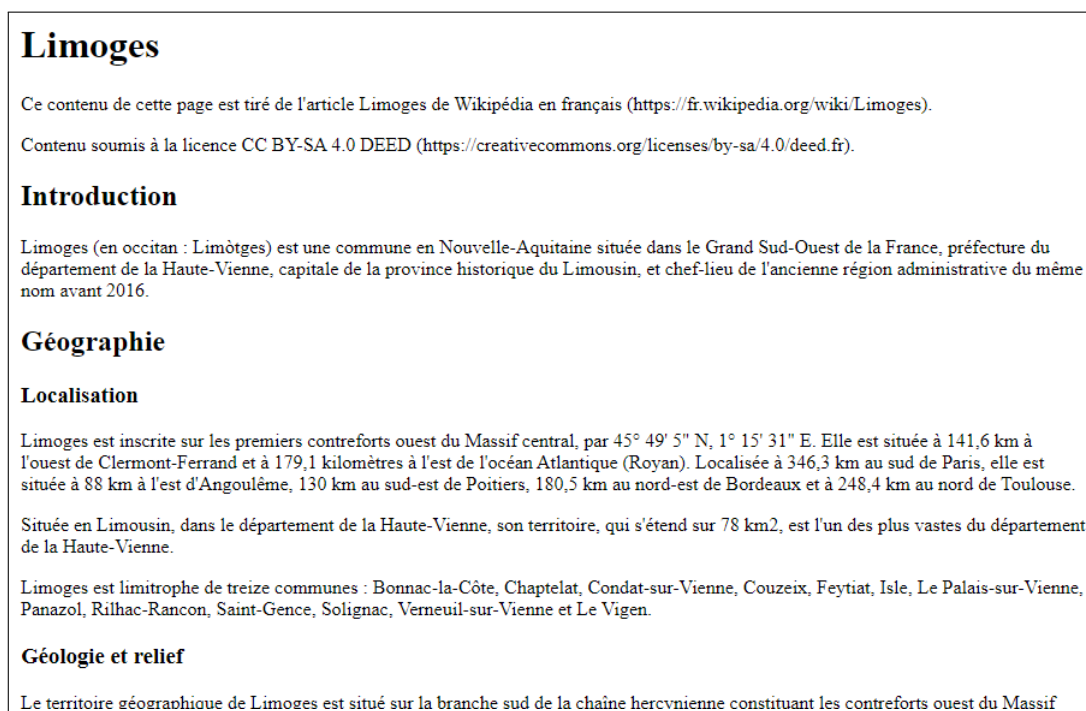 Limoges
Ce contenu de cette page est tiré de l'article Limoges de Wikipédia en français (https://fr.wikipedia.org/wiki/Limoges).
Contenu soumis à la licence CC BY-SA 4.0 DEED (https://creativecommons.org/licenses/by-sa/4.0/deed.fr).
Introduction
Limoges (en occitan : Limòtges) est une commune en Nouvelle-Aquitaine située dans le Grand Sud-Ouest de la France, préfecture du
département de la Haute-Vienne, capitale de la province historique du Limousin, et chef-lieu de l'ancienne région administrative du même
nom avant 2016.
Géographie
Localisation
Limoges est inscrite sur les premiers contreforts ouest du Massif central, par 45° 49' 5" N, 1° 15' 31" E. Elle est située à 141,6 km à
l'ouest de Clermont-Ferrand et à 179,1 kilomètres à l'est de l'océan Atlantique (Royan). Localisée à 346,3 km au sud de Paris, elle est
située à 88 km à l'est d'Angoulême, 130 km au sud-est de Poitiers, 180,5 km au nord-est de Bordeaux et à 248,4 km au nord de Toulouse.
Située en Limousin, dans le département de la Haute-Vienne, son territoire, qui s'étend sur 78 km2, est l'un des plus vastes du département
de la Haute-Vienne.
Limoges est limitrophe de treize communes : Bonnac-la-Côte, Chaptelat, Condat-sur-Vienne, Couzeix, Feytiat, Isle, Le Palais-sur-Vienne,
Panazol, Rilhac-Rancon, Saint-Gence, Solignac, Verneuil-sur-Vienne et Le Vigen.
Géologie et relief
Le territoire géographique de Limoges est situé sur la branche sud de la chaîne hercynienne constituant les contreforts ouest du Massif